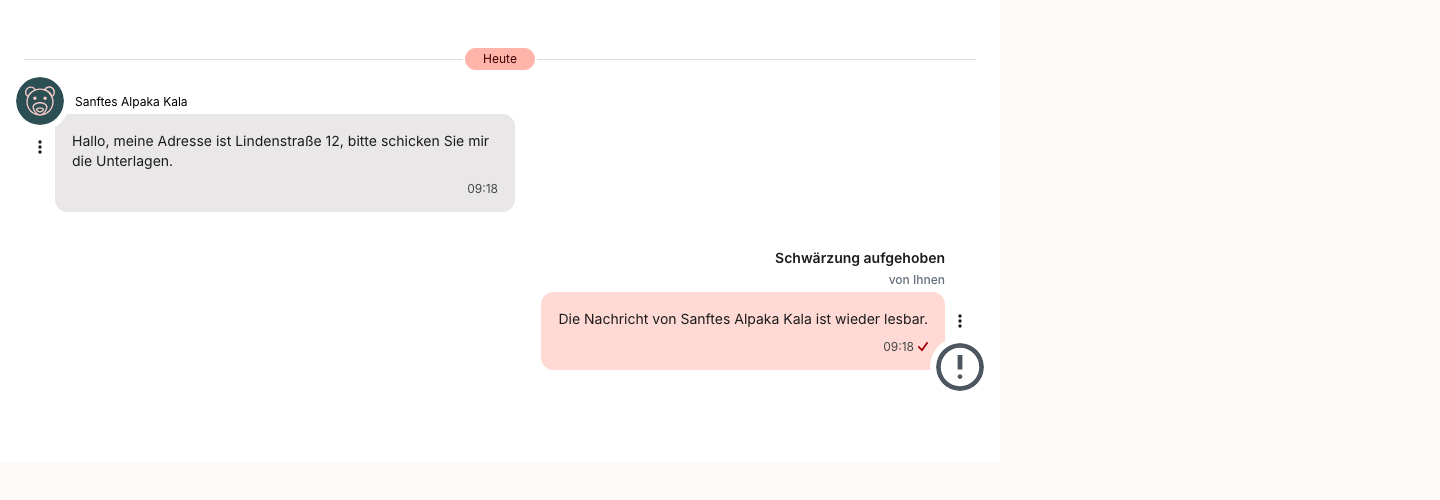 Heute
Sanftes Alpaka Kala
Hallo, meine Adresse ist Lindenstraße 12, bitte schicken Sie mir
die Unterlagen.
09:18
Schwärzung aufgehoben
von Ihnen
Die Nachricht von Sanftes Alpaka Kala ist wieder lesbar.
09:18